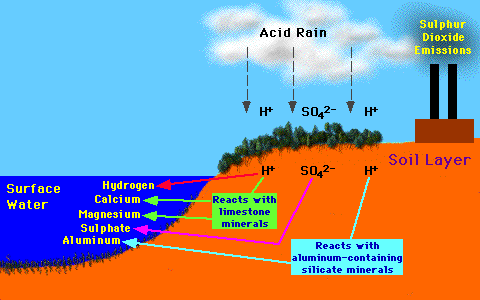 Sulphur
Dioxide
Emissions
Acid Rain
H+ SO4 2- H+
Soil Layer
H+ SO4 2- H+
Surface
Water
Hydrogen
Calcium
Magnesium
Sulphate
Aluminum
Reacts with
limestone
minerals
Reacts with
aluminum-containing
silicate minerals